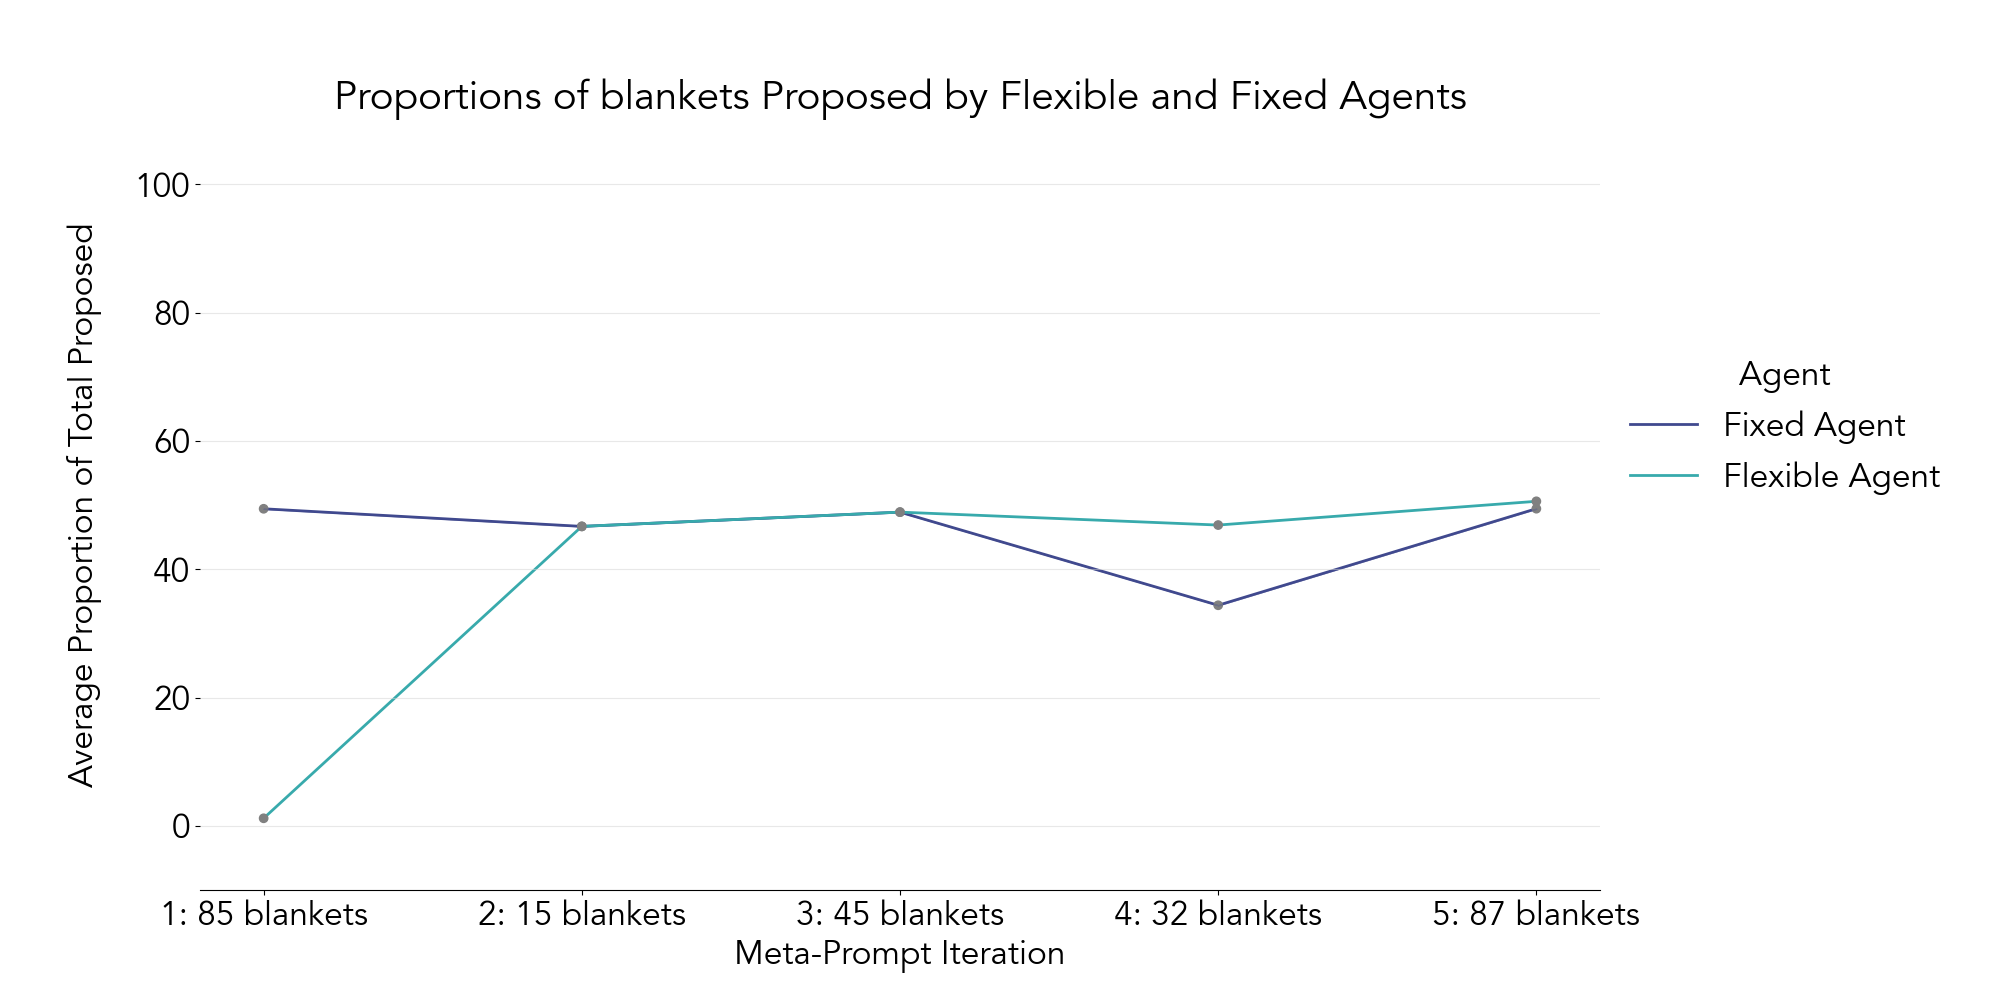 Proportions of blankets Proposed by Flexible and Fixed Agents
Average Proportion of Total Proposed
100
80
60
40
20
0
1: 85 blankets
2: 15 blankets
3: 45 blankets
4: 32 blankets
5: 87 blankets
Meta-Prompt Iteration
Agent
Fixed Agent
Flexible Agent